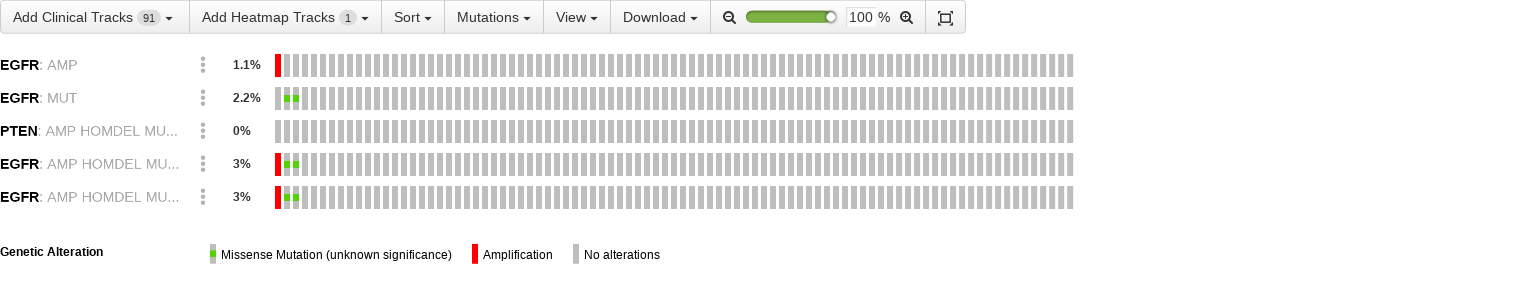 Add Clinical Tracks 91 Add Heatmap Tracks 1 Sort Mutations View Download 100 %
EGFR: AMP 1.1%
EGFR: MUT 2.2%
PTEN: AMP HOMDEL MU... 0%
EGFR: AMP HOMDEL MU... 3%
EGFR: AMP HOMDEL MU... 3%
Genetic Alteration Missense Mutation (unknown significance) Amplification No alterations